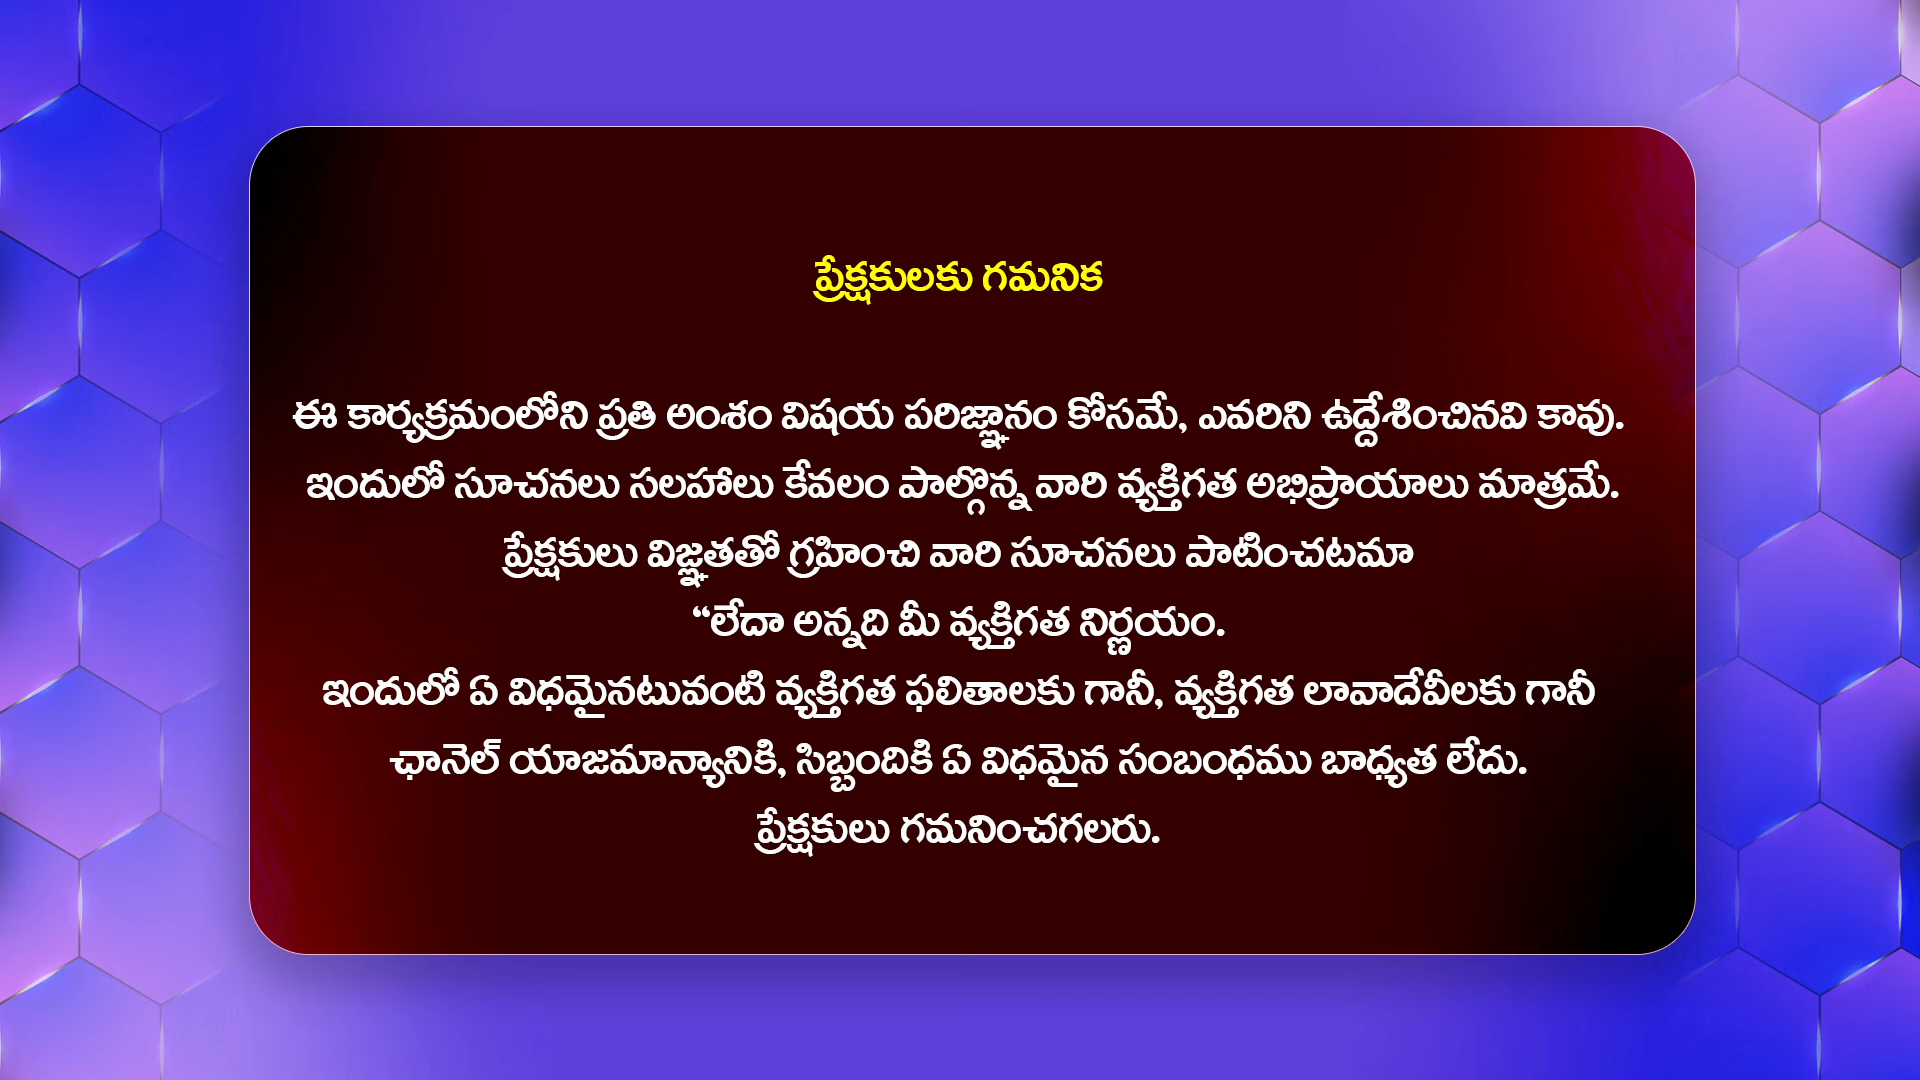 ప్రేక్షకులకు గమనిక
ఈ కార్యక్రమంలోని ప్రతి అంశం విషయ పరిజ్ఞానం కోసమే, ఎవరిని ఉద్దేశించినవి కావు.
ఇందులో సూచనలు సలహాలు కేవలం పాల్గొన్న వారి వ్యక్తిగత అభిప్రాయాలు మాత్రమే.
ప్రేక్షకులు విజ్ఞతతో గ్రహించి వారి సూచనలు పాటించటమా
“లేదా అన్నది మీ వ్యక్తిగత నిర్ణయం.
ఇందులో ఏ విధమైనటువంటి వ్యక్తిగత ఫలితాలకు గానీ, వ్యక్తిగత లావాదేవీలకు గానీ
ఛానెల్ యాజమాన్యానికి, సిబ్బందికి ఏ విధమైన సంబంధము బాధ్యత లేదు.
ప్రేక్షకులు గమనించగలరు.